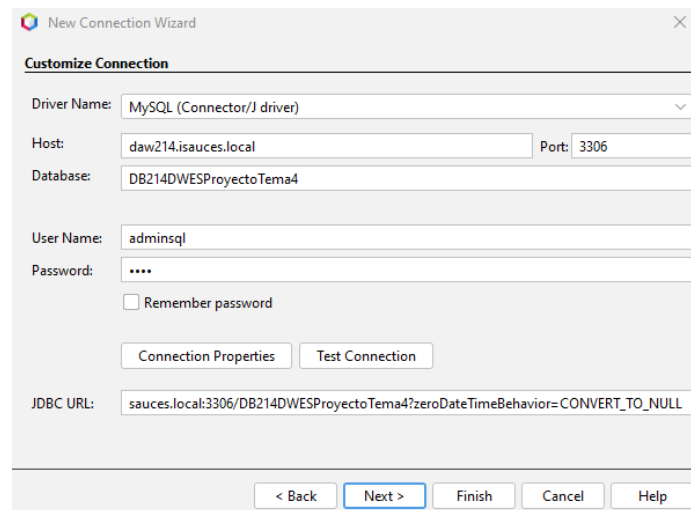 New Connection Wizard
Customize Connection
Driver Name: MySQL (Connector/J driver)
Host: daw214.isauces.local Port: 3306
Database: DB214DWESProyectoTema4
User Name: adminsql
Password: ••••
Remember password
Connection Properties Test Connection
JDBC URL: sauces.local:3306/DB214DWESProyectoTema4?zeroDateTimeBehavior=CONVERT_TO_NULL
< Back Next > Finish Cancel Help